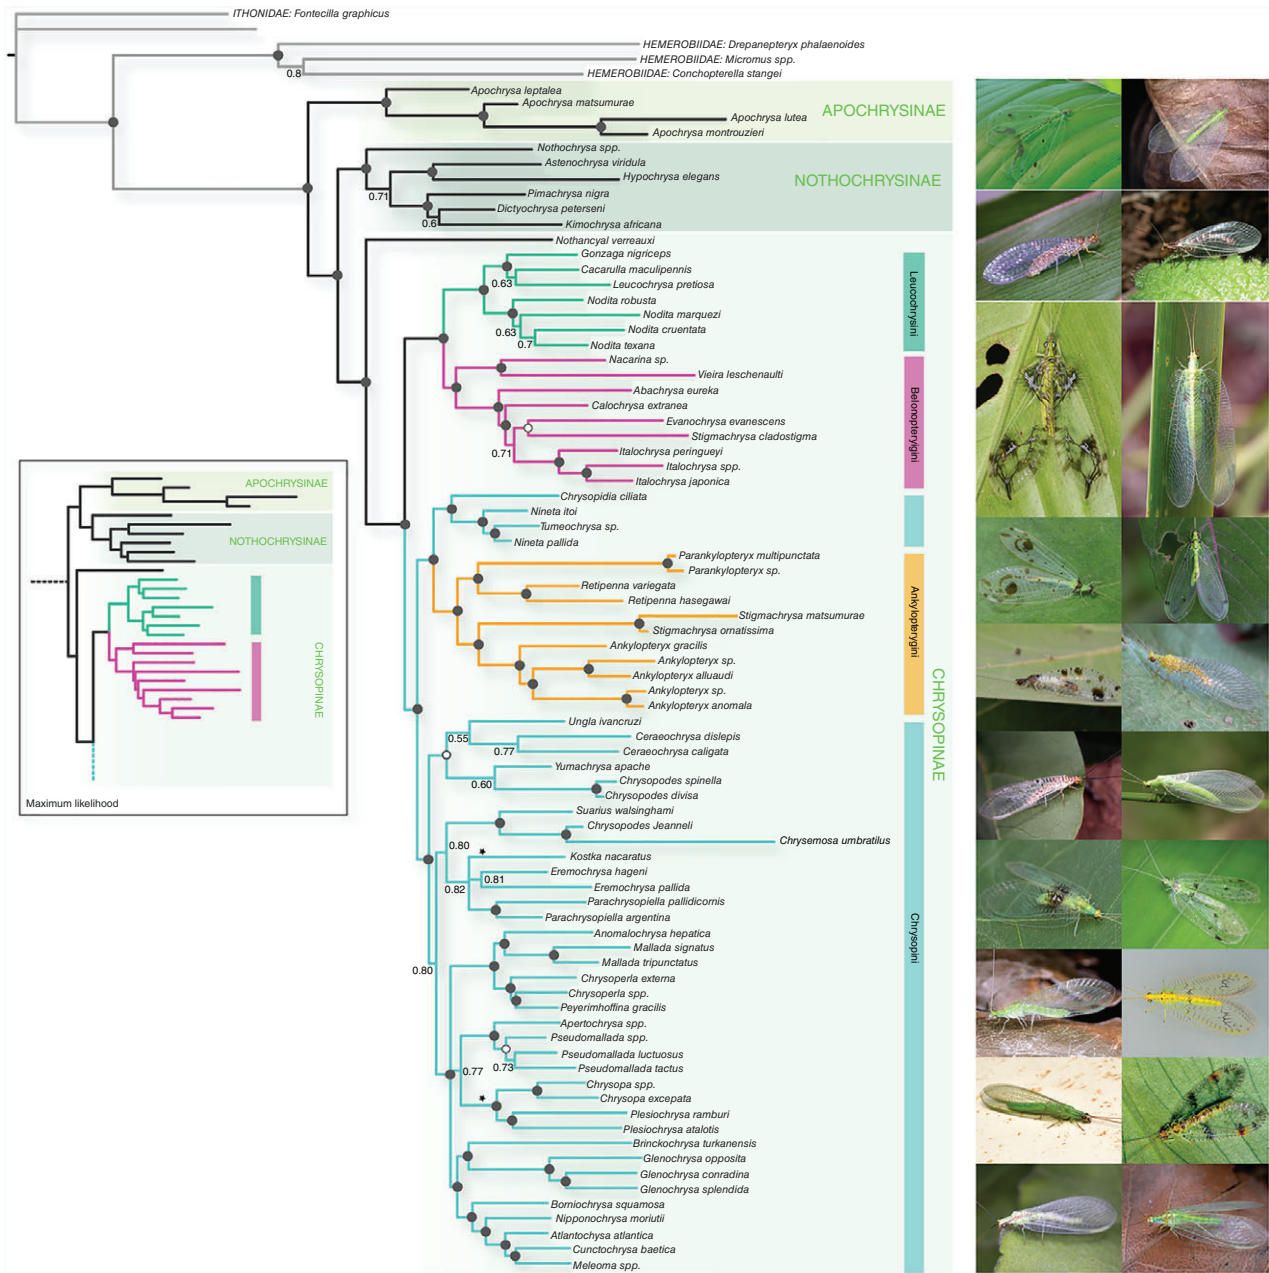 ITHONIDAE: Fontecilla graphicus
HEMEROBIIDAE: Drepanepteryx phalaenoides
HEMEROBIIDAE: Micromus spp.
0.8
HEMEROBIIDAE: Conchopterella stangei
Apochrysa leptalea
Apochrysa matsumurae
Apochrysa lutea
Apochrysa montrouzieri
APOCHRYSINAE
Nothochrysa spp.
Astenochrysa viridula
Hypochrysa elegans
0.71
Pimachrysa nigra
Dictyochrysa peterseni
0.6
Kimochrysa africana
NOTHOCHRYSINAE
Nothancyal verreauxi
Gonzaga nigriceps
Cacarulla maculipennis
0.63
Leucochrysa pretiosa
Nodita robusta
Nodita marquezi
0.63
Nodita cruentata
0.7
Nodita texana
Leucochrysini
Nacarina sp.
Vieira leschenaulti
Abachrysa eureka
Calochrysa extranea
Evanochrysa evanescens
Stigmachrysa cladostigma
0.71
Italochrysa peringueyi
Italochrysa spp.
Italochrysa japonica
Belonopteryigini
Chrysopidia ciliata
Nineta itoi
Tumeochrysa sp.
Nineta pallida
Parankylopteryx multipunctata
Parankylopteryx sp.
Retipenna variegata
Retipenna hasegawai
Stigmachrysa matsumurae
Stigmachrysa ornatissima
Ankylopteryx gracilis
Ankylopteryx sp.
Ankylopteryx alluaudi
Ankylopteryx sp.
Ankylopteryx anomala
Ankylopterygini
CHRYSOPINAE
Ungla ivancruzi
0.55
Ceraeochrysa dislepis
0.77
Ceraeochrysa caligata
Yumachrysa apache
0.60
Chrysopodes spinella
Chrysopodes divisa
Suarius walsinghami
Chrysopodes Jeanneli
Chrysemosa umbratilus
0.80
Kostka nacaratus
Eremochrysa hageni
0.81
0.82
Eremochrysa pallida
Parachrysopiella pallidicornis
Parachrysopiella argentina
Anomalochrysa hepatica
Mallada signatus
Mallada tripunctatus
0.80
Chrysoperla externa
Chrysoperla spp.
Peyerimhoffina gracilis
Apertochrysa spp.
Pseudomallada spp.
Pseudomallada luctuosus
0.73
Pseudomallada tactus
0.77
Chrysopa spp.
Chrysopa excepata
Plesiochrysa ramburi
Plesiochrysa atalotis
Brinckochrysa turkanensis
Glenochrysa opposita
Glenochrysa conradina
Glenochrysa splendida
Borniochrysa squamosa
Nipponochrysa moriutii
Atlantochysa atlantica
Cunctochrysa baetica
Meleoma spp.
Chrysopini
APOCHRYSINAE
NOTHOCHRYSINAE
CHRYSOPINAE
Maximum likelihood